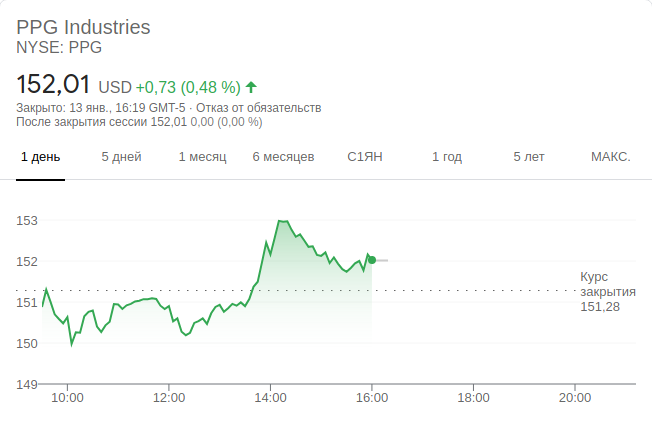 PPG Industries
NYSE: PPG
152,01 USD +0,73 (0,48 %)
Закрыто: 13 янв., 16:19 GMT-5 · Отказ от обязательств
После закрытия сессии 152,01 0,00 (0,00 %)
1 день 5 дней 1 месяц 6 месяцев С1ЯН 1 год 5 лет МАКС.
153
152
151
150
149
Курс
закрытия
151,28
10:00 12:00 14:00 16:00 18:00 20:00